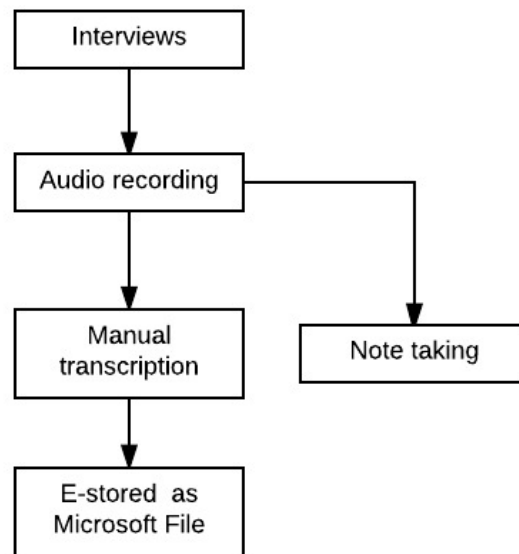 Interviews
Audio recording
Manual
transcription
Note taking
E-stored as
Microsoft File